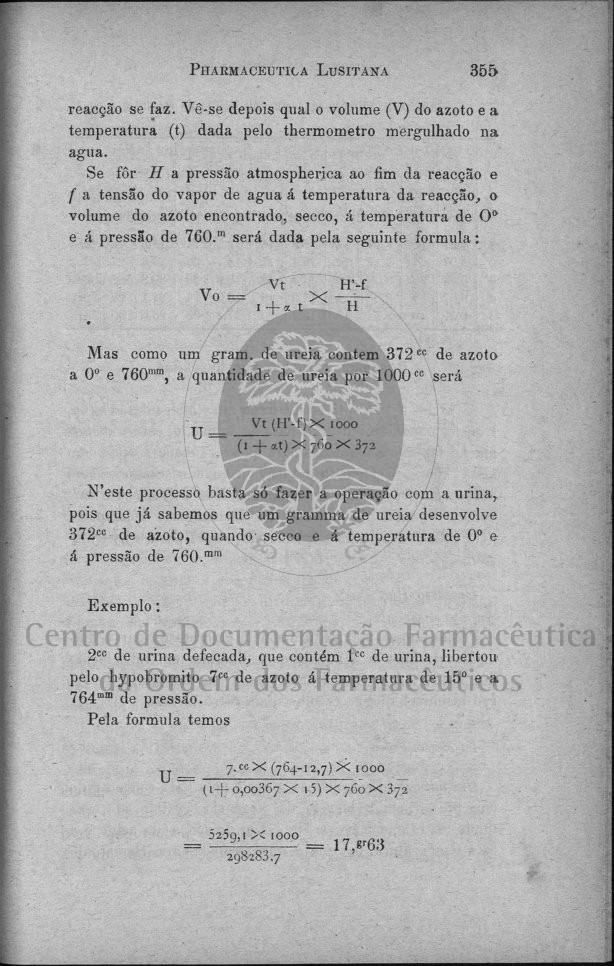 PHARMACEUTICA LUSITANA 355
reacção se faz. Vê-se depois qual o volume (V) do azoto e a
temperatura (t) dada pelo thermometro mergulhado na
agua.
Se fôr H a pressão atmospherica ao fim da reacção e
f a tensão do vapor de agua á temperatura da reacção, o
volume do azoto encontrado, secco, á temperatura de O°
e á pressão de 760.ᵐ será dada pela seguinte formula:
Vo = Vt / (1 + α t) × (H'-f) / H
Mas como um gram. de ureia contem 372ᶜᶜ de azoto
a 0° e 760ᵐᵐ, a quantidade de ureia por 1000ᶜᶜ será
U = Vt (H'-f) × 1000 / (1 + αt) × 760 × 372
N'este processo basta só fazer a operação com a urina,
pois que já sabemos que um gramma de ureia desenvolve
372ᶜᶜ de azoto, quando secco e á temperatura de 0° e
á pressão de 760.ᵐᵐ
Exemplo:
Centro de Documentação Farmacêutica
2ᶜᶜ de urina defecada, que contém 1ᶜᶜ de urina, libertou
pelo hypobromito 7ᶜᶜ de azoto á temperatura de 15° e a
da Ordem dos Farmacêuticos
764ᵐᵐ de pressão.
Pela formula temos
U = 7.ᶜᶜ × (764-12,7) × 1000 / (1 + 0,00367 × 15) × 760 × 372
= 5259,1 × 1000 / 298283.7 = 17,ᵍʳ63